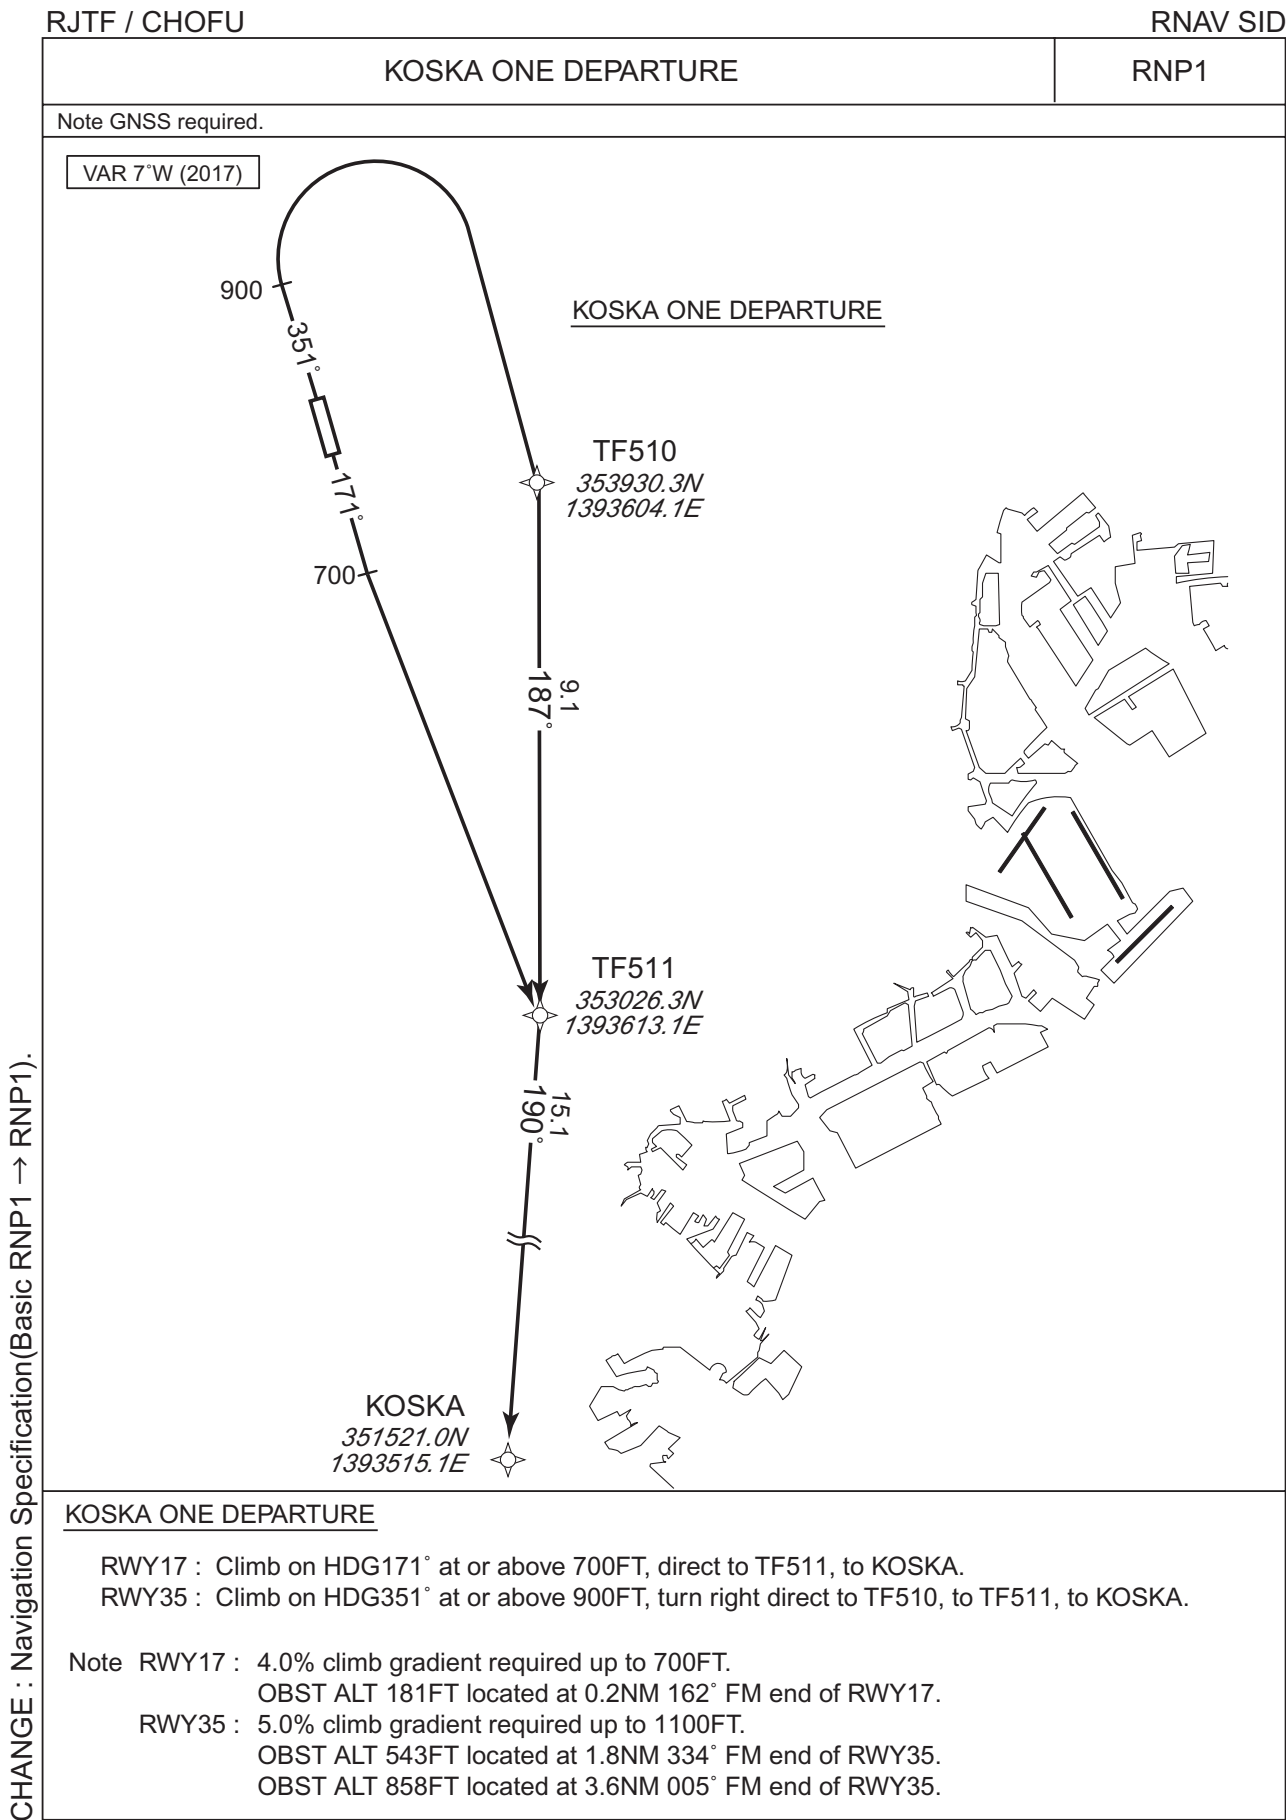 RJTF / CHOFU
RNAV SID
KOSKA ONE DEPARTURE
RNP1
Note GNSS required.
VAR 7˚W (2017)
900
351˚
KOSKA ONE DEPARTURE
TF510
353930.3N
1393604.1E
171˚
700
9.1
187˚
TF511
353026.3N
1393613.1E
15.1
190˚
KOSKA
351521.0N
1393515.1E
KOSKA ONE DEPARTURE
RWY17 : Climb on HDG171˚ at or above 700FT, direct to TF511, to KOSKA.
RWY35 : Climb on HDG351˚ at or above 900FT, turn right direct to TF510, to TF511, to KOSKA.
Note RWY17 : 4.0% climb gradient required up to 700FT.
OBST ALT 181FT located at 0.2NM 162˚ FM end of RWY17.
RWY35 : 5.0% climb gradient required up to 1100FT.
OBST ALT 543FT located at 1.8NM 334˚ FM end of RWY35.
OBST ALT 858FT located at 3.6NM 005˚ FM end of RWY35.
CHANGE : Navigation Specification(Basic RNP1 → RNP1).